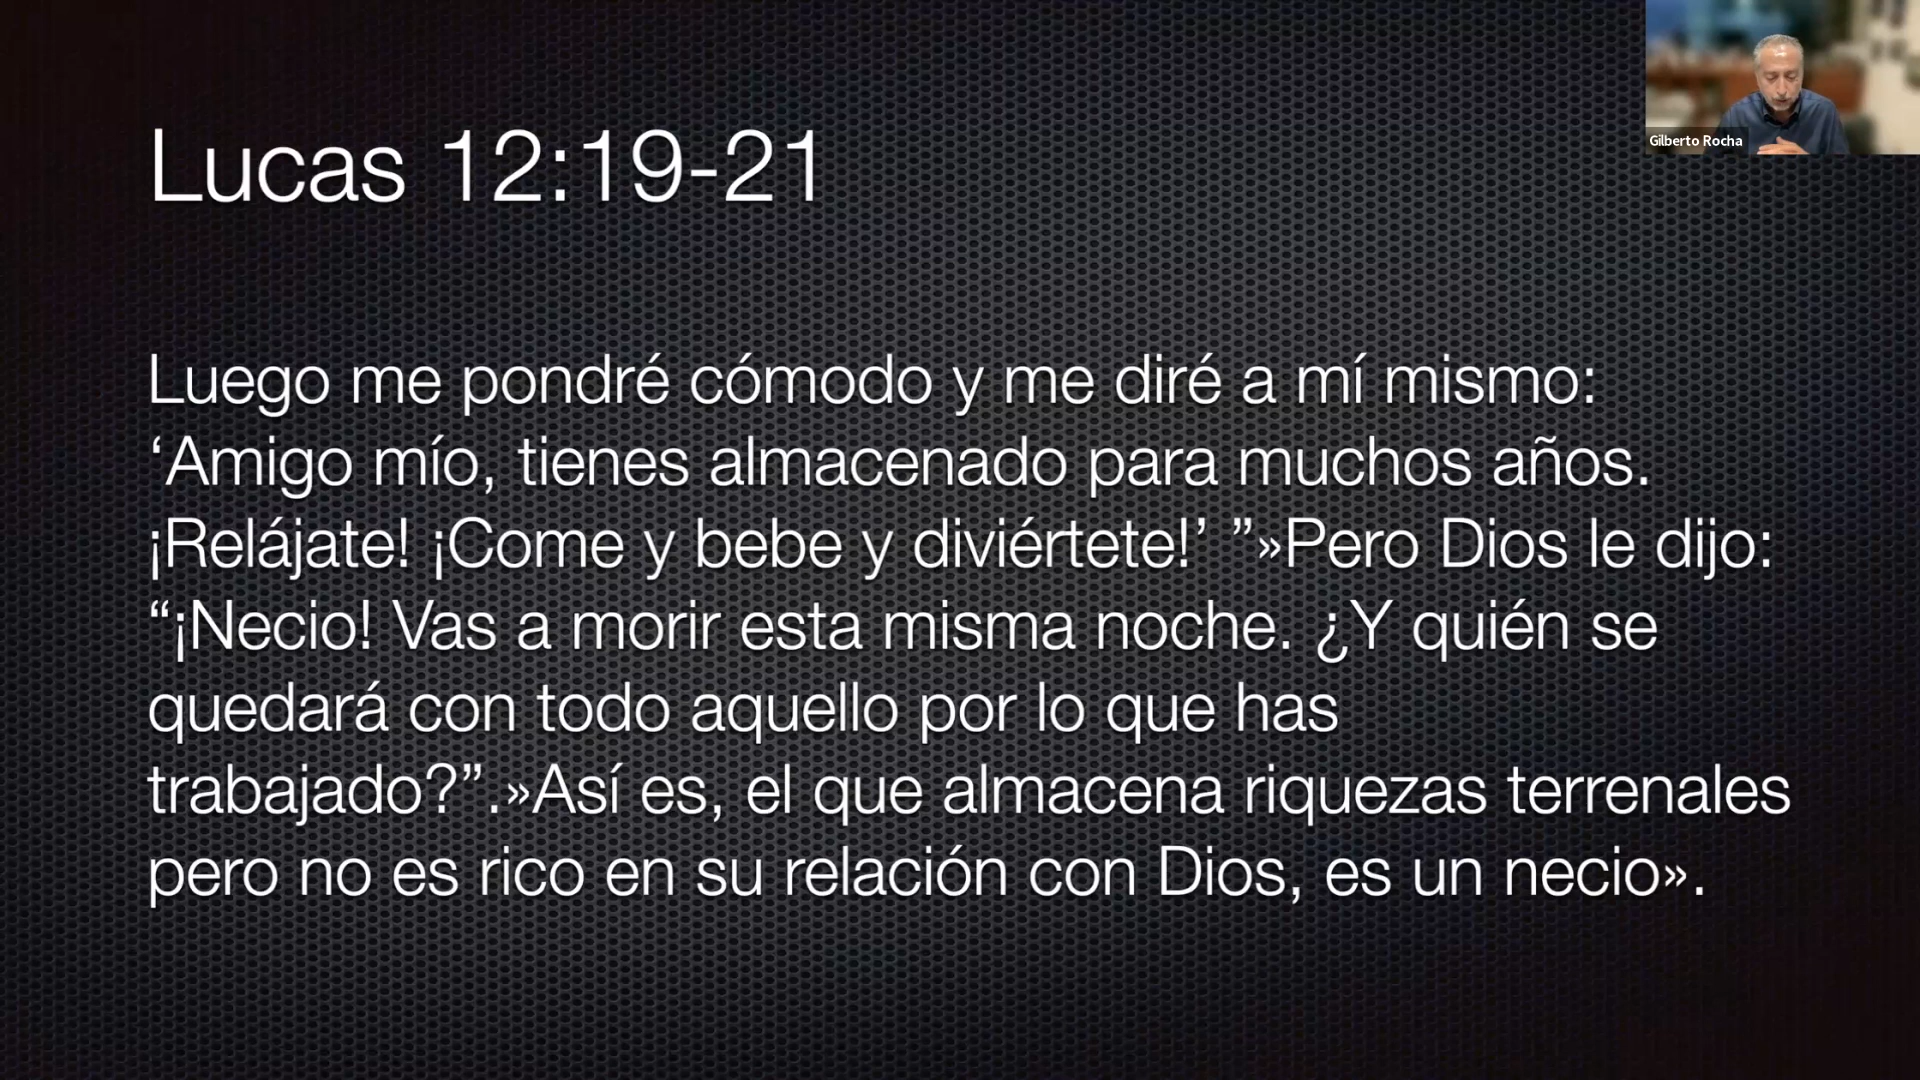 Gilberto Rocha
Lucas 12:19-21
Luego me pondré cómodo y me diré a mí mismo:
‘Amigo mío, tienes almacenado para muchos años.
¡Relájate! ¡Come y bebe y diviértete!’ ”»Pero Dios le dijo:
“¡Necio! Vas a morir esta misma noche. ¿Y quién se
quedará con todo aquello por lo que has
trabajado?”.»Así es, el que almacena riquezas terrenales
pero no es rico en su relación con Dios, es un necio».